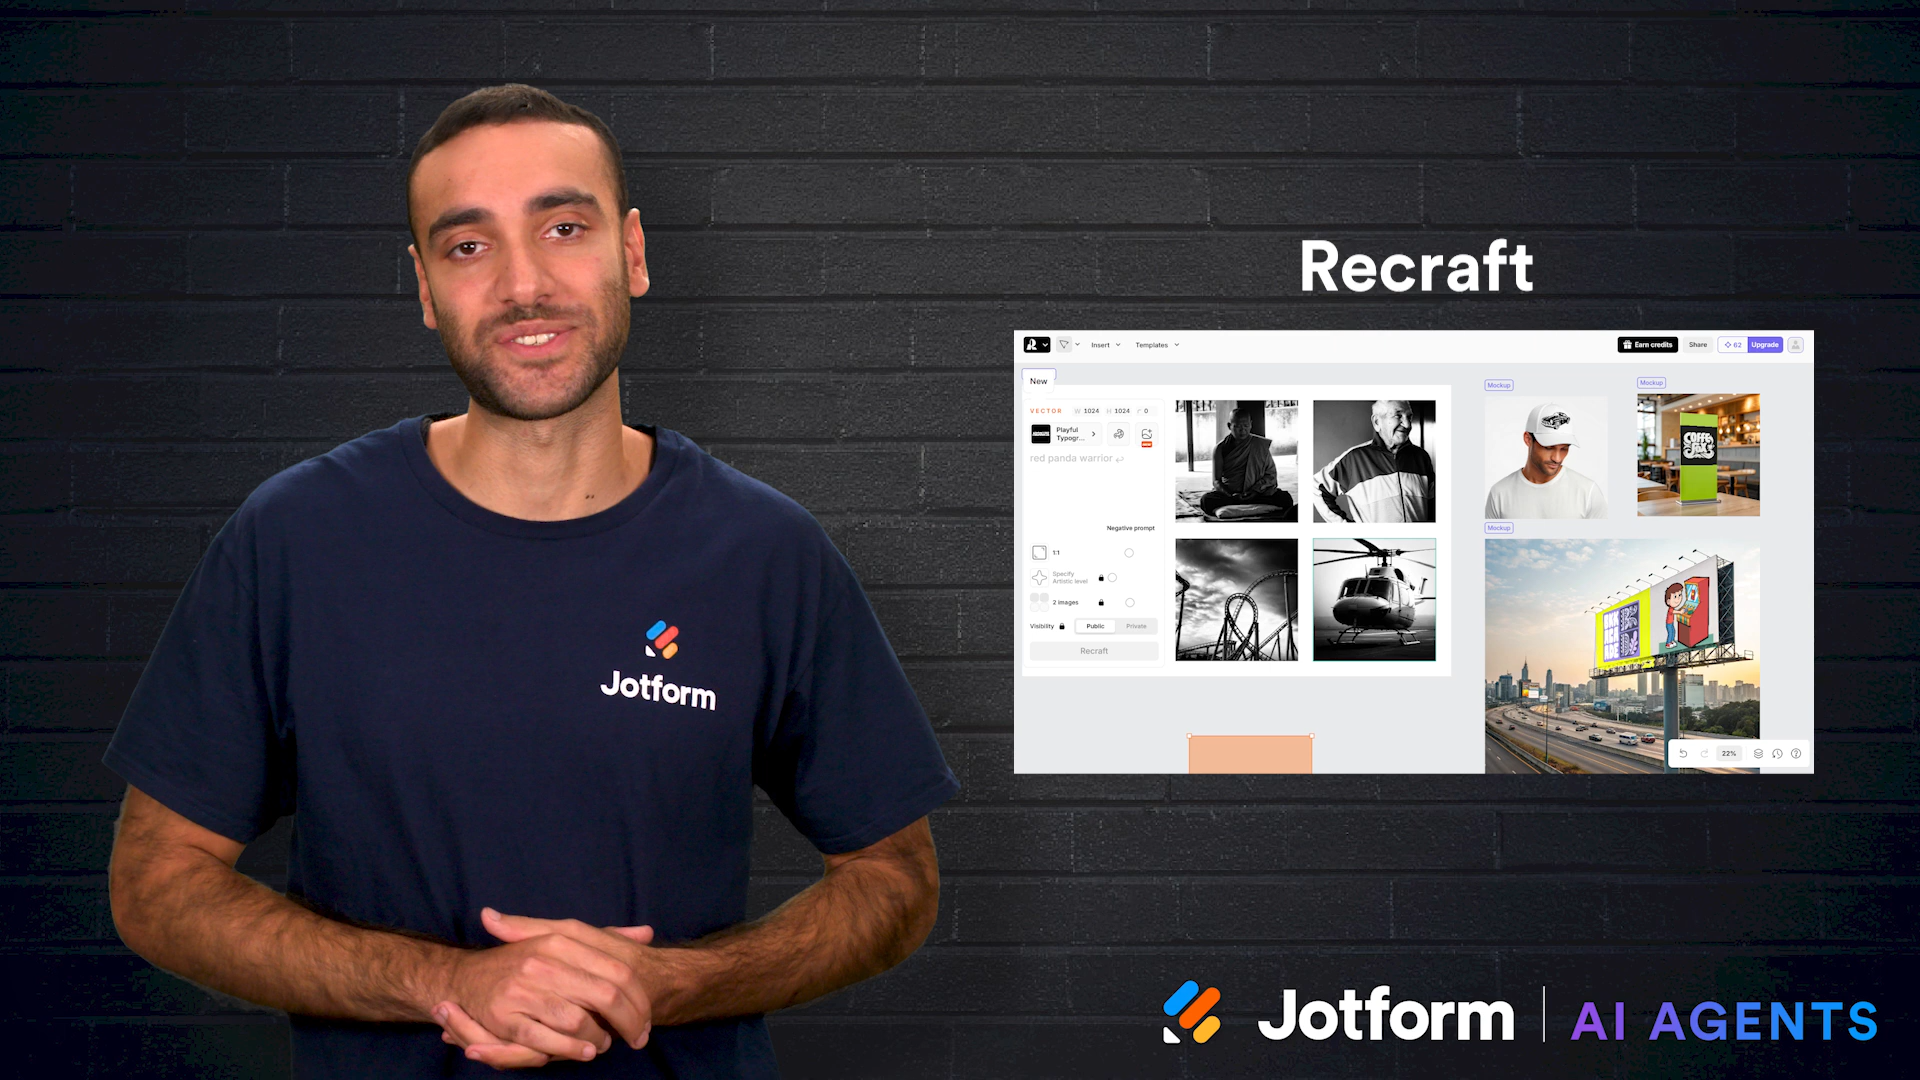 Recraft
Insert
Templates
Earn credits
Share
62
Upgrade
New
VECTOR
W 1024
H 1024
0
Playful
Typogr...
red panda warrior
Negative prompt
1:1
Specify
Artistic level
2 images
Visibility
Public
Private
Recraft
Mockup
Mockup
COFFEE
Mockup
22%
Jotform
Jotform
AI AGENTS